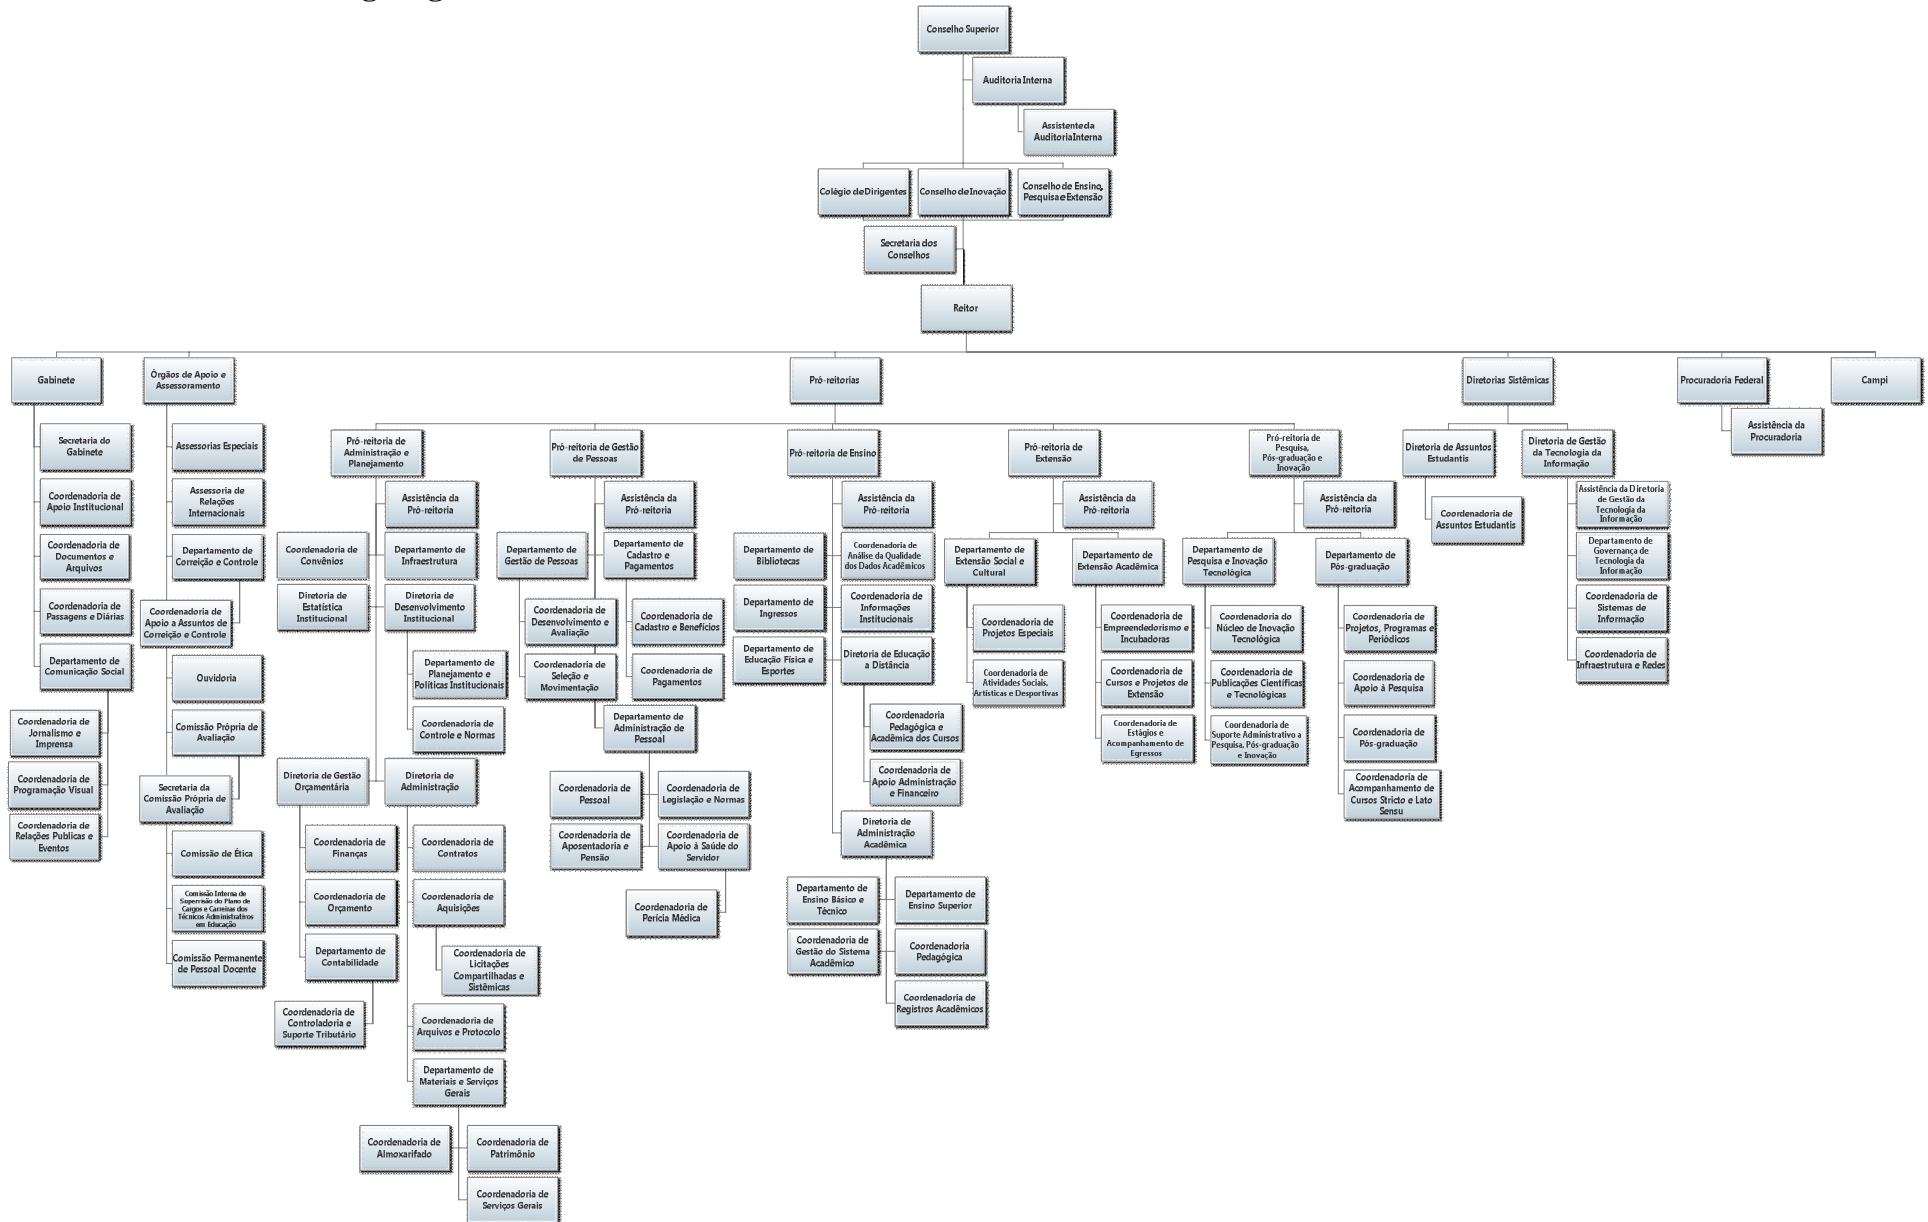 Conselho Superior
Auditoria Interna
Assistente da
Auditoria Interna
Colégio de Dirigentes
Conselho de Inovação
Conselho de Ensino,
Pesquisa e Extensão
Secretaria dos
Conselhos
Reitor
Gabinete
Órgãos de Apoio e
Assessoramento
Pró-reitorias
Diretorias Sistêmicas
Procuradoria Federal
Campi
Assistência da
Procuradoria
Secretaria do
Gabinete
Coordenadoria de
Apoio Institucional
Coordenadoria de
Documentos e
Arquivos
Coordenadoria de
Passagens e Diárias
Departamento de
Comunicação Social
Coordenadoria de
Jornalismo e
Imprensa
Coordenadoria de
Programação Visual
Coordenadoria de
Relações Publicas e
Eventos
Assessorias Especiais
Assessoria de
Relações
Internacionais
Departamento de
Correição e Controle
Coordenadoria de
Apoio a Assuntos de
Correição e Controle
Ouvidoria
Comissão Própria de
Avaliação
Secretaria da
Comissão Própria de
Avaliação
Comissão de Ética
Comissão Interna de
Supervisão do Plano de
Cargos e Carreiras dos
Técnicos Administrativos
em Educação
Comissão Permanente
de Pessoal Docente
Pró-reitoria de
Administração e
Planejamento
Assistência da
Pró-reitoria
Coordenadoria de
Convênios
Departamento de
Infraestrutura
Diretoria de
Estatística
Institucional
Diretoria de
Desenvolvimento
Institucional
Departamento de
Planejamento e
Políticas Institucionais
Coordenadoria de
Controle e Normas
Diretoria de Gestão
Orçamentária
Diretoria de
Administração
Coordenadoria de
Finanças
Coordenadoria de
Orçamento
Departamento de
Contabilidade
Coordenadoria de
Controladoria e
Suporte Tributário
Coordenadoria de
Contratos
Coordenadoria de
Aquisições
Coordenadoria de
Licitações
Compartilhadas e
Sistêmicas
Coordenadoria de
Arquivos e Protocolo
Departamento de
Materiais e Serviços
Gerais
Coordenadoria de
Almoxarifado
Coordenadoria de
Patrimônio
Coordenadoria de
Serviços Gerais
Pró-reitoria de Gestão
de Pessoas
Assistência da
Pró-reitoria
Departamento de
Gestão de Pessoas
Departamento de
Cadastro e
Pagamentos
Coordenadoria de
Desenvolvimento e
Avaliação
Coordenadoria de
Cadastro e Benefícios
Coordenadoria de
Seleção e
Movimentação
Coordenadoria de
Pagamentos
Departamento de
Administração de
Pessoal
Coordenadoria de
Pessoal
Coordenadoria de
Legislação e Normas
Coordenadoria de
Aposentadoria e
Pensão
Coordenadoria de
Apoio à Saúde do
Servidor
Coordenadoria de
Perícia Médica
Pró-reitoria de Ensino
Assistência da
Pró-reitoria
Departamento de
Bibliotecas
Coordenadoria de
Análise da Qualidade
dos Dados Acadêmicos
Departamento de
Ingressos
Coordenadoria de
Informações
Institucionais
Departamento de
Educação Física e
Esportes
Diretoria de Educação
a Distância
Coordenadoria
Pedagógica e
Acadêmica dos Cursos
Coordenadoria de
Apoio Administração
e Financeiro
Diretoria de
Administração
Acadêmica
Departamento de
Ensino Básico e
Técnico
Departamento de
Ensino Superior
Coordenadoria de
Gestão do Sistema
Acadêmico
Coordenadoria
Pedagógica
Coordenadoria de
Registros Acadêmicos
Pró-reitoria de
Extensão
Assistência da
Pró-reitoria
Departamento de
Extensão Social e
Cultural
Departamento de
Extensão Acadêmica
Coordenadoria de
Projetos Especiais
Coordenadoria de
Atividades Sociais,
Artísticas e Desportivas
Coordenadoria de
Empreendedorismo e
Incubadoras
Coordenadoria de
Cursos e Projetos de
Extensão
Coordenadoria de
Estágios e
Acompanhamento de
Egressos
Pró-reitoria de
Pesquisa,
Pós-graduação e
Inovação
Assistência da
Pró-reitoria
Departamento de
Pesquisa e Inovação
Tecnológica
Departamento de
Pós-graduação
Coordenadoria do
Núcleo de Inovação
Tecnológica
Coordenadoria de
Publicações Científicas
e Tecnológicas
Coordenadoria de
Suporte Administrativo a
Pesquisa, Pós-graduação
e Inovação
Coordenadoria de
Projetos, Programas e
Periódicos
Coordenadoria de
Apoio à Pesquisa
Coordenadoria de
Pós-graduação
Coordenadoria de
Acompanhamento de
Cursos Stricto e Lato
Sensu
Diretoria de Assuntos
Estudantis
Coordenadoria de
Assuntos Estudantis
Diretoria de Gestão
da Tecnologia da
Informação
Assistência da Diretoria
de Gestão da
Tecnologia da
Informação
Departamento de
Governança de
Tecnologia da
Informação
Coordenadoria de
Sistemas de
Informação
Coordenadoria de
Infraestrutura e Redes